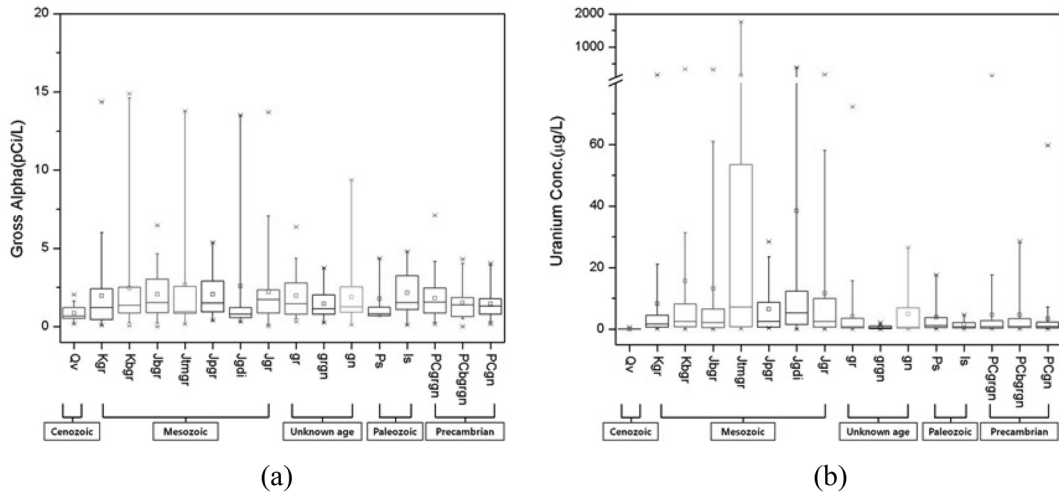 20
15
10
5
0
Gross Alpha(pCi/L)
Qv
Kgr
Kbgr
Jbgr
Jtmgr
Jpgr
Jgdi
Jgr
gr
grgn
gn
Ps
ls
PCgrgn
PCbgrgn
PCgn
Cenozoic
Mesozoic
Unknown age
Paleozoic
Precambrian
(a)
2000
1000
60
40
20
0
Uranium Conc.(μg/L)
Qv
Kgr
Kbgr
Jbgr
Jtmgr
Jpgr
Jgdi
Jgr
gr
grgn
gn
Ps
ls
PCgrgn
PCbgrgn
PCgn
Cenozoic
Mesozoic
Unknown age
Paleozoic
Precambrian
(b)